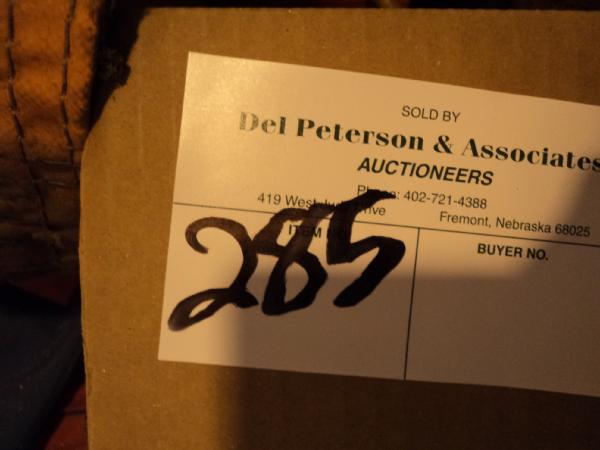 SOLD BY
Del Peterson & Associates
AUCTIONEERS
Phone: 402-721-4388
419 West Drive
Fremont, Nebraska 68025
ITEM
BUYER NO.
285